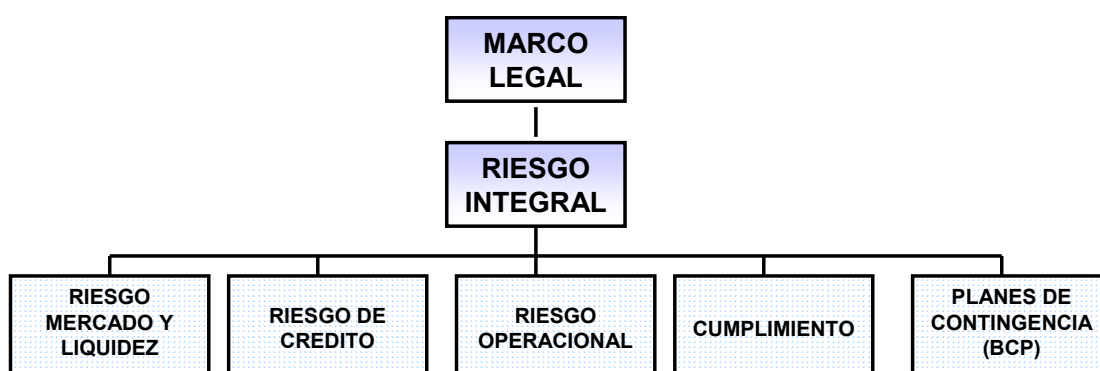 MARCO
LEGAL
RIESGO
INTEGRAL
RIESGO
MERCADO Y
LIQUIDEZ
RIESGO DE
CREDITO
RIESGO
OPERACIONAL
CUMPLIMIENTO
PLANES DE
CONTINGENCIA
(BCP)